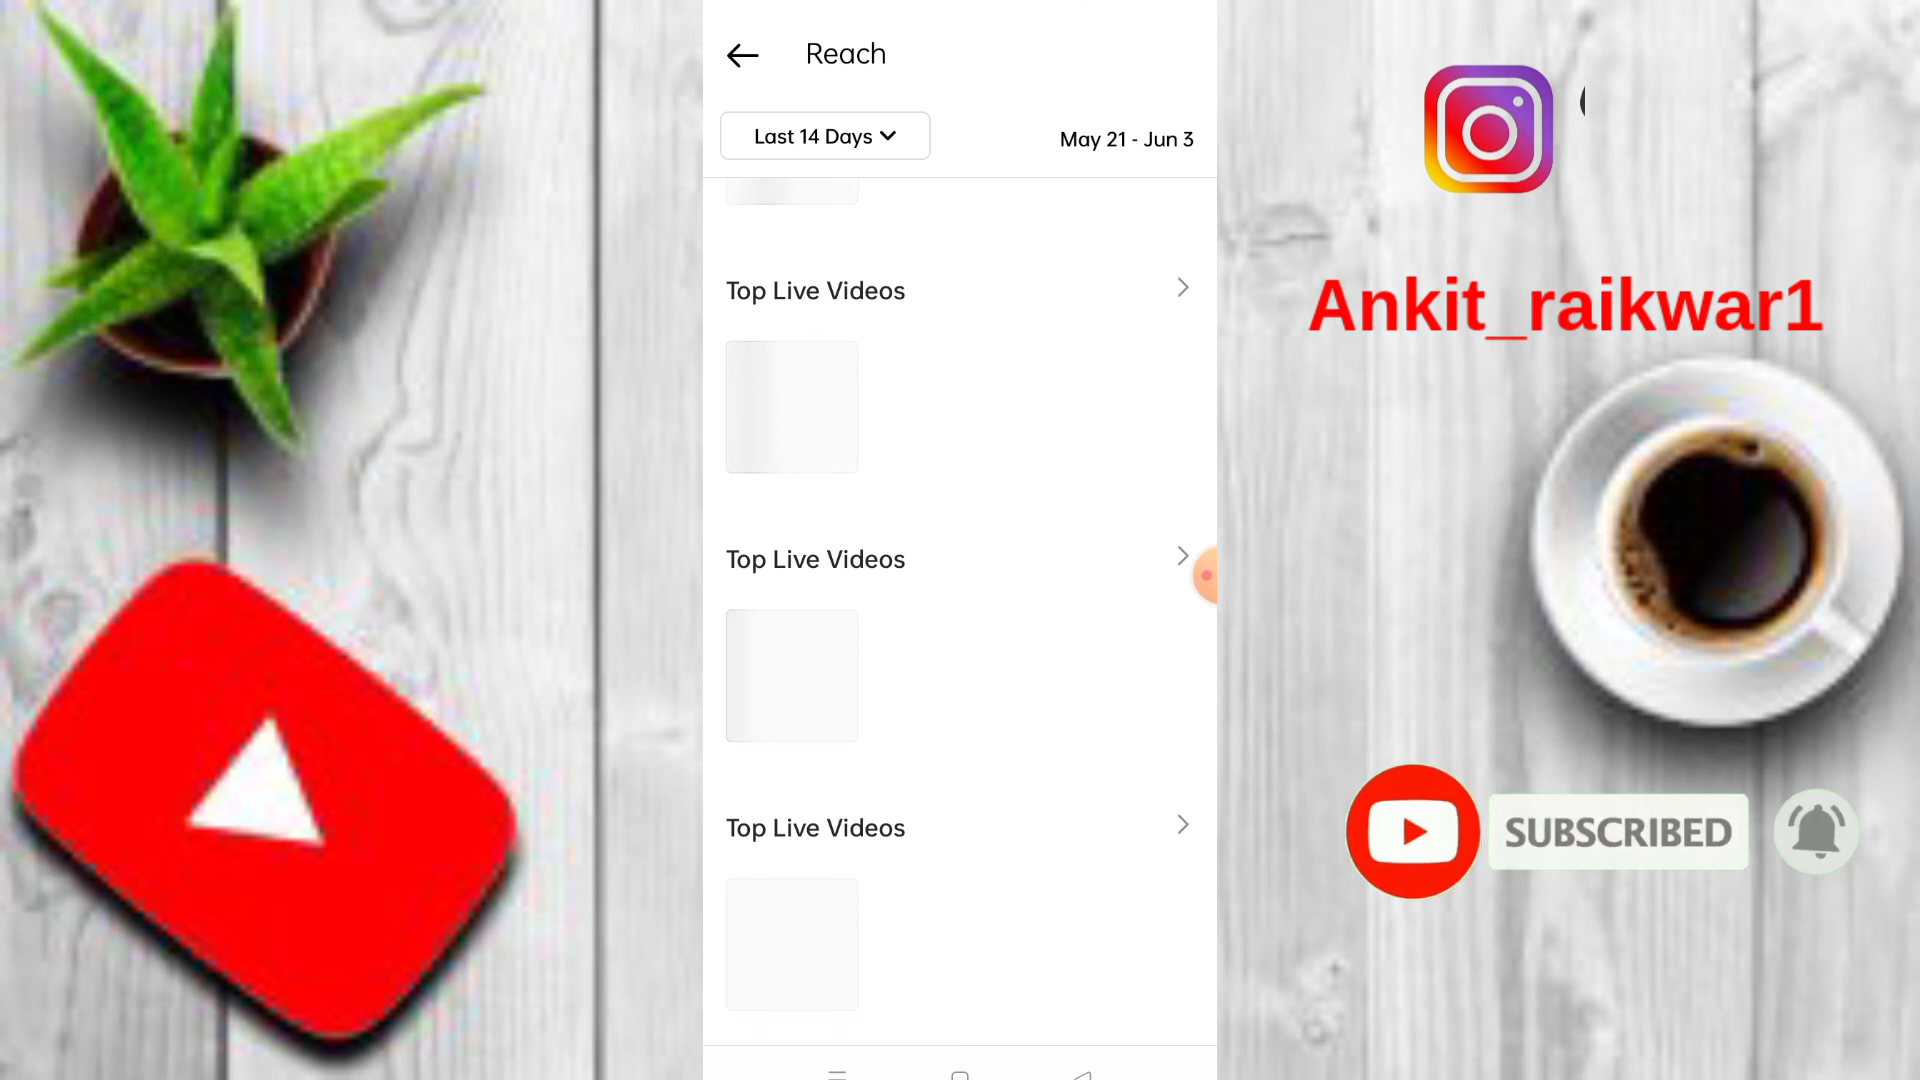 Reach
Last 14 Days
May 21 - Jun 3
Top Live Videos
Top Live Videos
Top Live Videos
Ankit_raikwar1
SUBSCRIBED